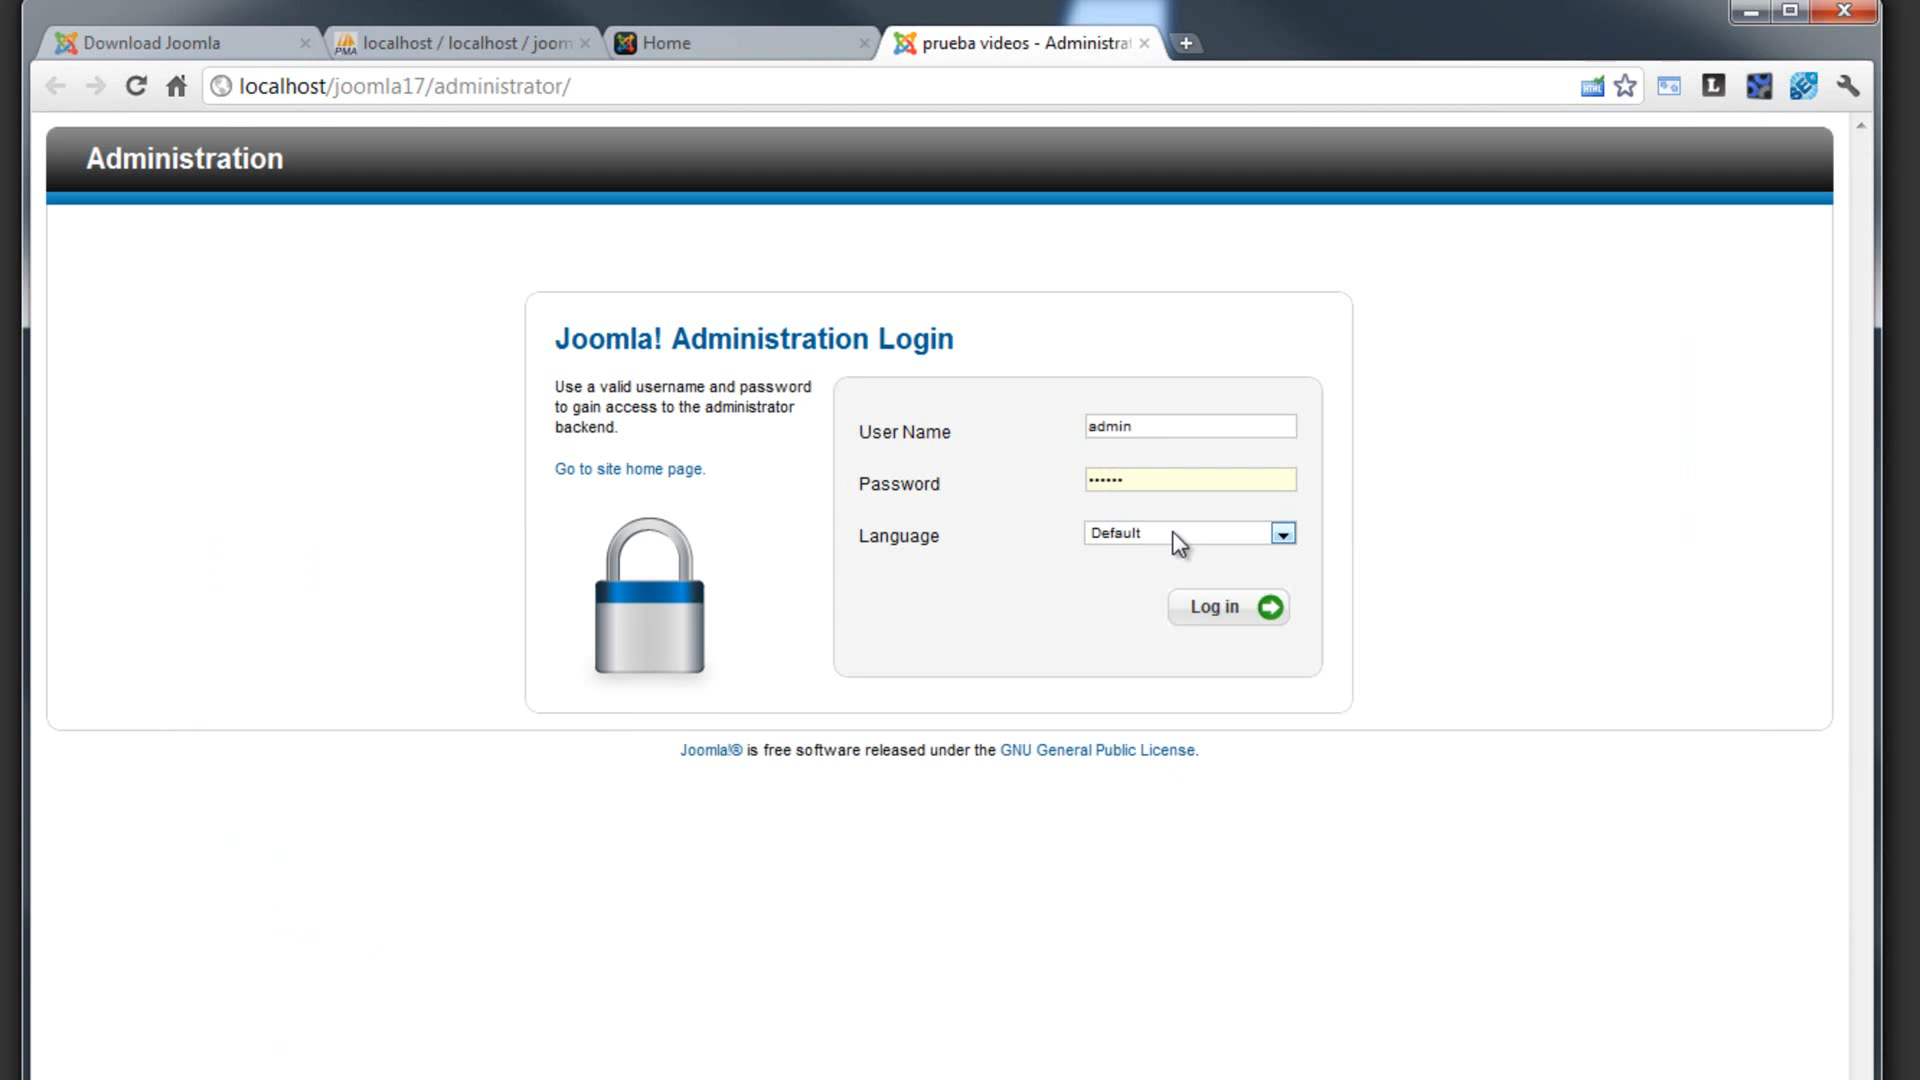 Download Joomla
PMA
localhost / localhost / joom
Home
prueba videos - Administra
localhost/joomla17/administrator/
HTML
L
Administration
Joomla! Administration Login
Use a valid username and password
to gain access to the administrator
backend.
Go to site home page.
User Name
admin
Password
••••••
Language
Default
Log in
Joomla!® is free software released under the GNU General Public License.